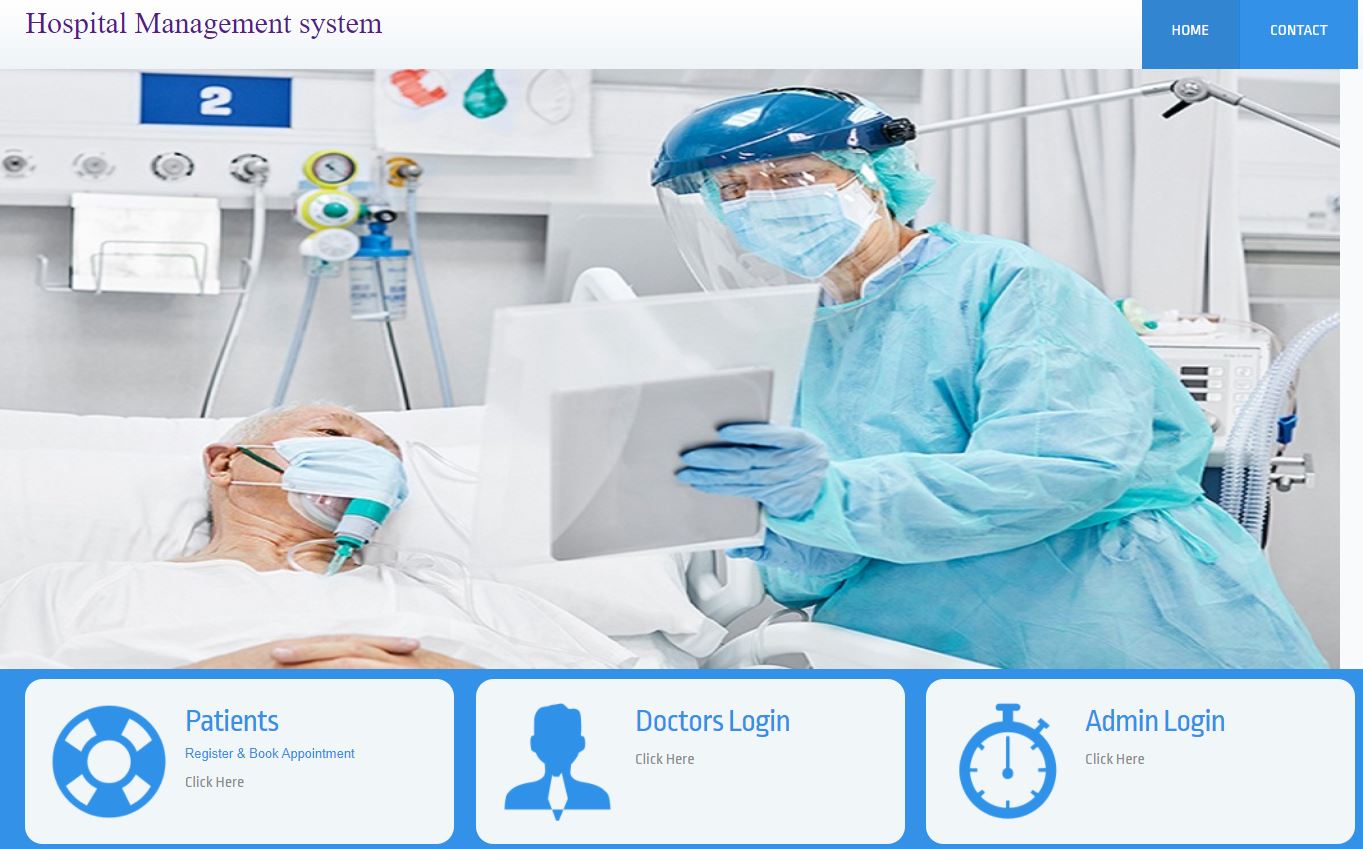 Hospital Management system
HOME
CONTACT
2
Patients
Register & Book Appointment
Click Here
Doctors Login
Click Here
Admin Login
Click Here